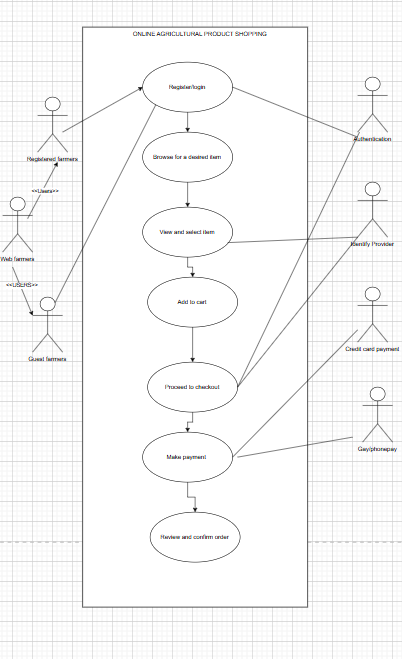 ONLINE AGRICULTURAL PRODUCT SHOPPING
Register/login
Authentication
Registered farmers
Browse for a desired item
<<Users>>
View and select item
Identify Provider
Web farmers
<<USERS>>
Add to cart
Guest farmers
Credit card payment
Proceed to checkout
Gay/phonepay
Make payment
Review and confirm order